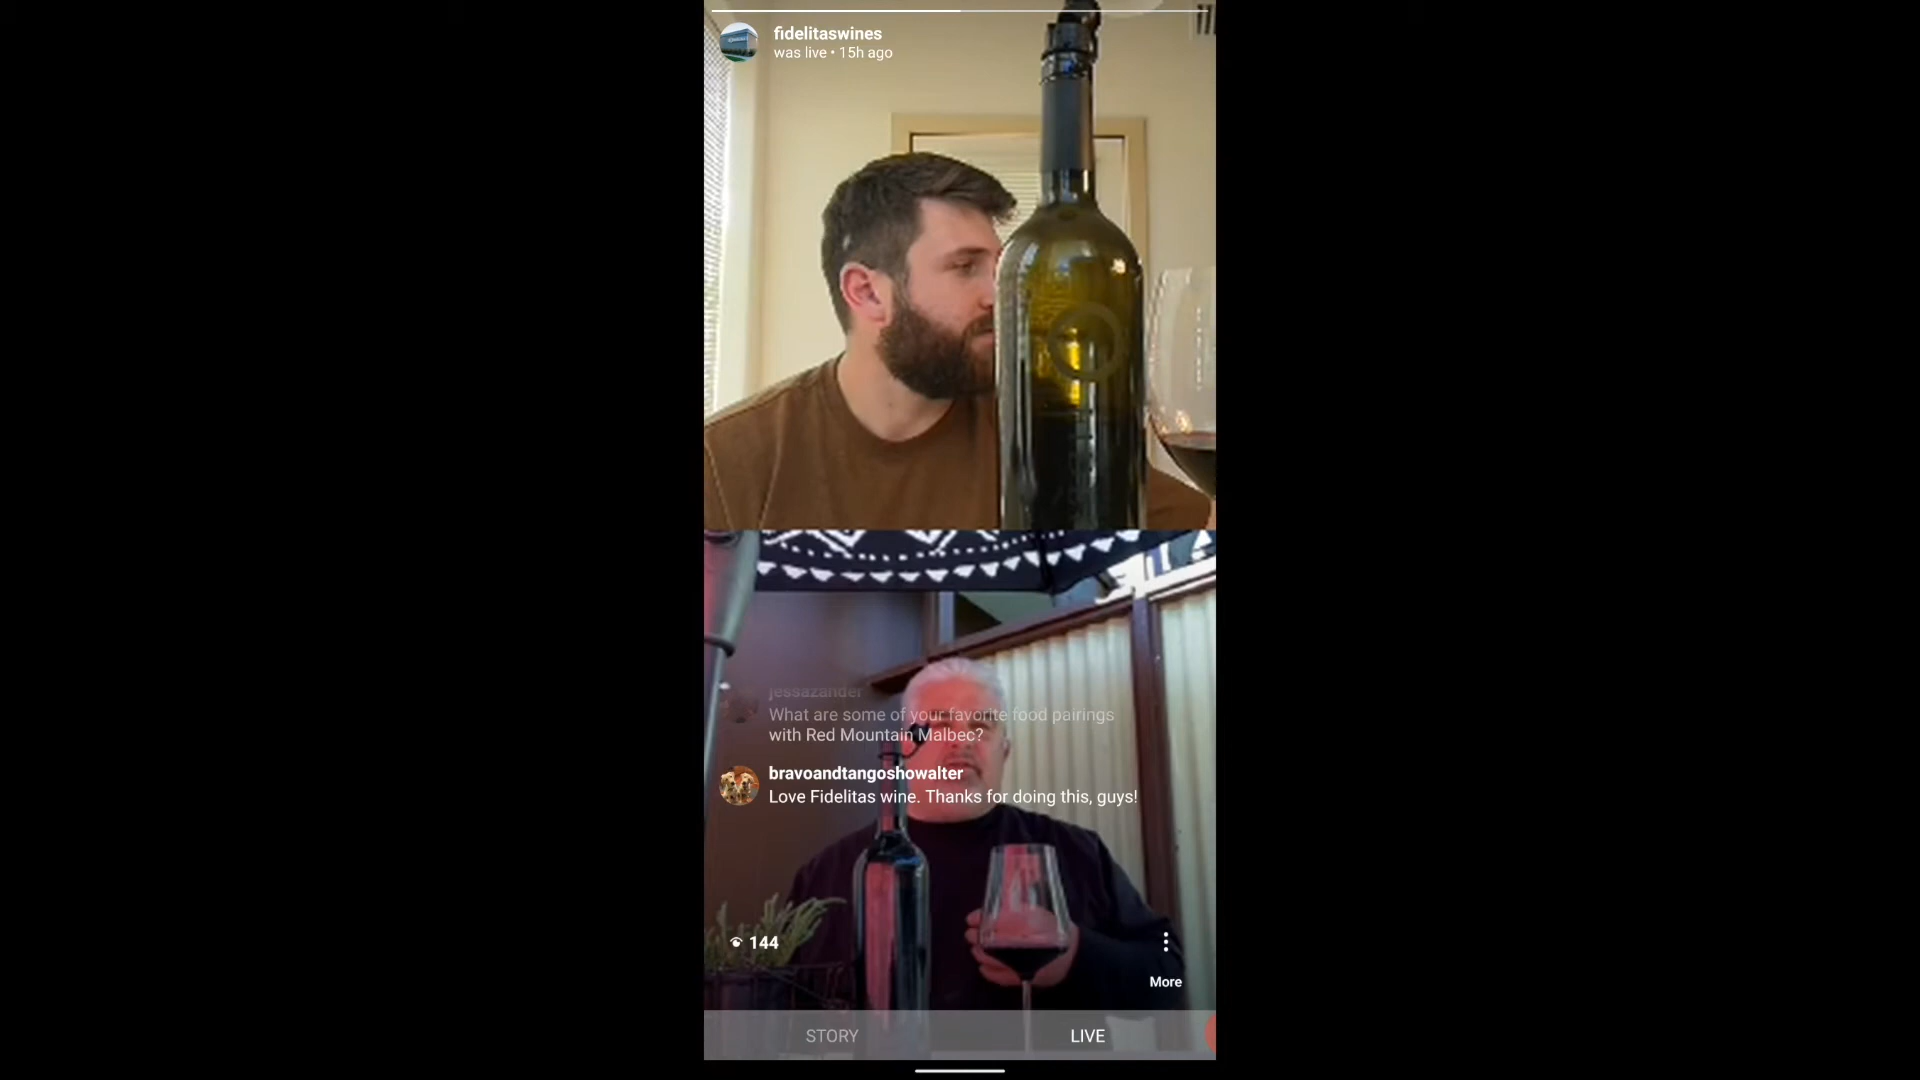 fidelitaswines
was live • 15h ago
jessazander
What are some of your favorite food pairings
with Red Mountain Malbec?
bravoandtangoshowalter
Love Fidelitas wine. Thanks for doing this, guys!
144
More
STORY
LIVE